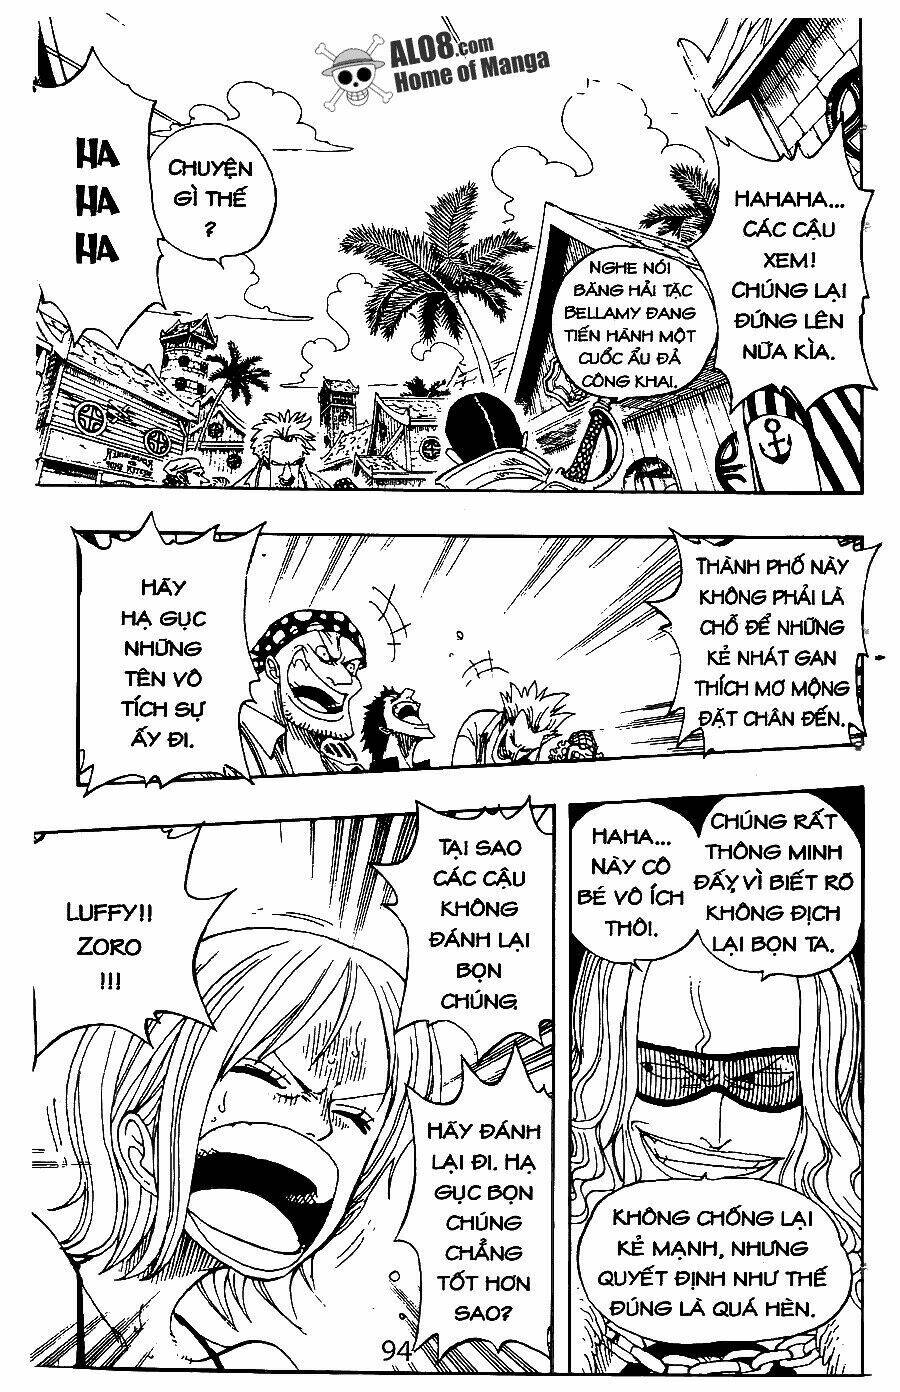 AL08.com
Home of Manga
HAHAHA...
CÁC CẬU
XEM!
CHÚNG LẠI
ĐỨNG LÊN
NỮA KÌA.
NGHE NÓI
BĂNG HẢI TẶC
BELLAMY ĐANG
TIẾN HÀNH MỘT
CUỐC ẨU ĐẢ
CÔNG KHAI.
CHUYỆN
GÌ THẾ
?
HA
HA
HA
THÀNH PHỐ NÀY
KHÔNG PHẢI LÀ
CHỖ ĐỂ NHỮNG
KẺ NHÁT GAN
THÍCH MƠ MỘNG
ĐẶT CHÂN ĐẾN.
HÃY
HẠ GỤC
NHỮNG
TÊN VÔ
TÍCH SỰ
ẤY ĐI.
CHÚNG RẤT
THÔNG MINH
ĐẤY, VÌ BIẾT RÕ
KHÔNG ĐỊCH
LẠI BỌN TA.
HAHA...
NÀY CÔ
BÉ VÔ ÍCH
THÔI.
KHÔNG CHỐNG LẠI
KẺ MẠNH, NHƯNG
QUYẾT ĐỊNH NHƯ THẾ
ĐÚNG LÀ QUÁ HÈN.
TẠI SAO
CÁC CẬU
KHÔNG
ĐÁNH LẠI
BỌN
CHÚNG.
LUFFY!!
ZORO
!!!
HÃY ĐÁNH
LẠI ĐI. HẠ
GỤC BỌN
CHÚNG
CHẲNG
TỐT HƠN
SAO?
94